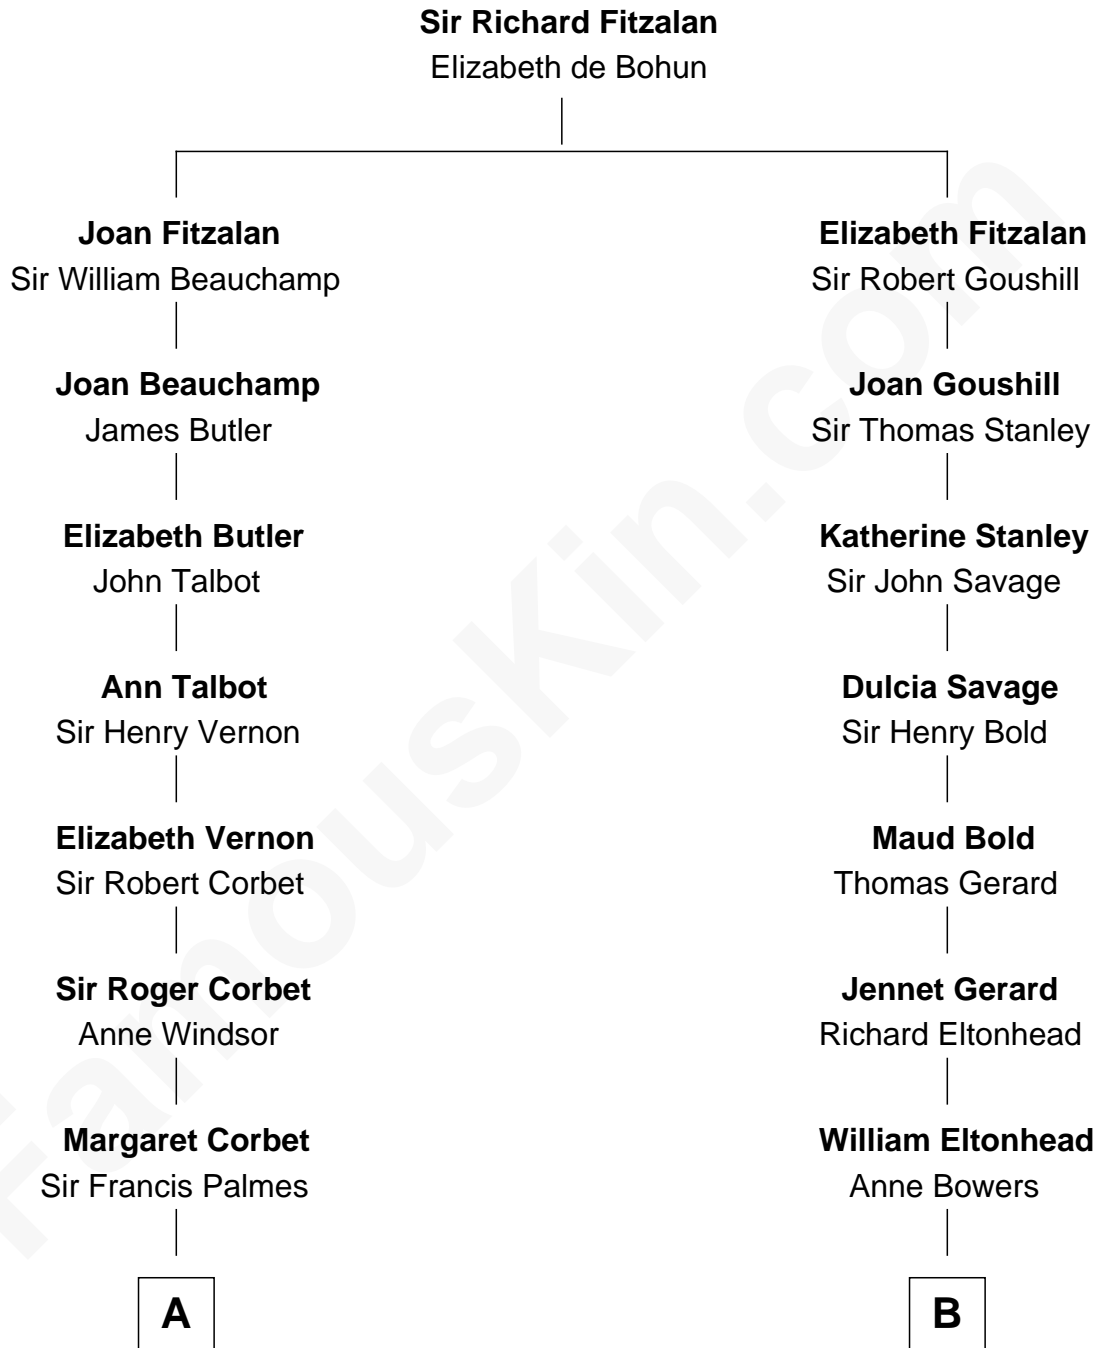 Sir Richard Fitzalan
Elizabeth de Bohun
Joan Fitzalan
Sir William Beauchamp
Elizabeth Fitzalan
Sir Robert Goushill
Joan Beauchamp
James Butler
Joan Goushill
Sir Thomas Stanley
Elizabeth Butler
John Talbot
Katherine Stanley
Sir John Savage
Ann Talbot
Sir Henry Vernon
Dulcia Savage
Sir Henry Bold
Elizabeth Vernon
Sir Robert Corbet
Maud Bold
Thomas Gerard
Sir Roger Corbet
Anne Windsor
Jennet Gerard
Richard Eltonhead
Margaret Corbet
Sir Francis Palmes
William Eltonhead
Anne Bowers
A
B
FamousKin.com